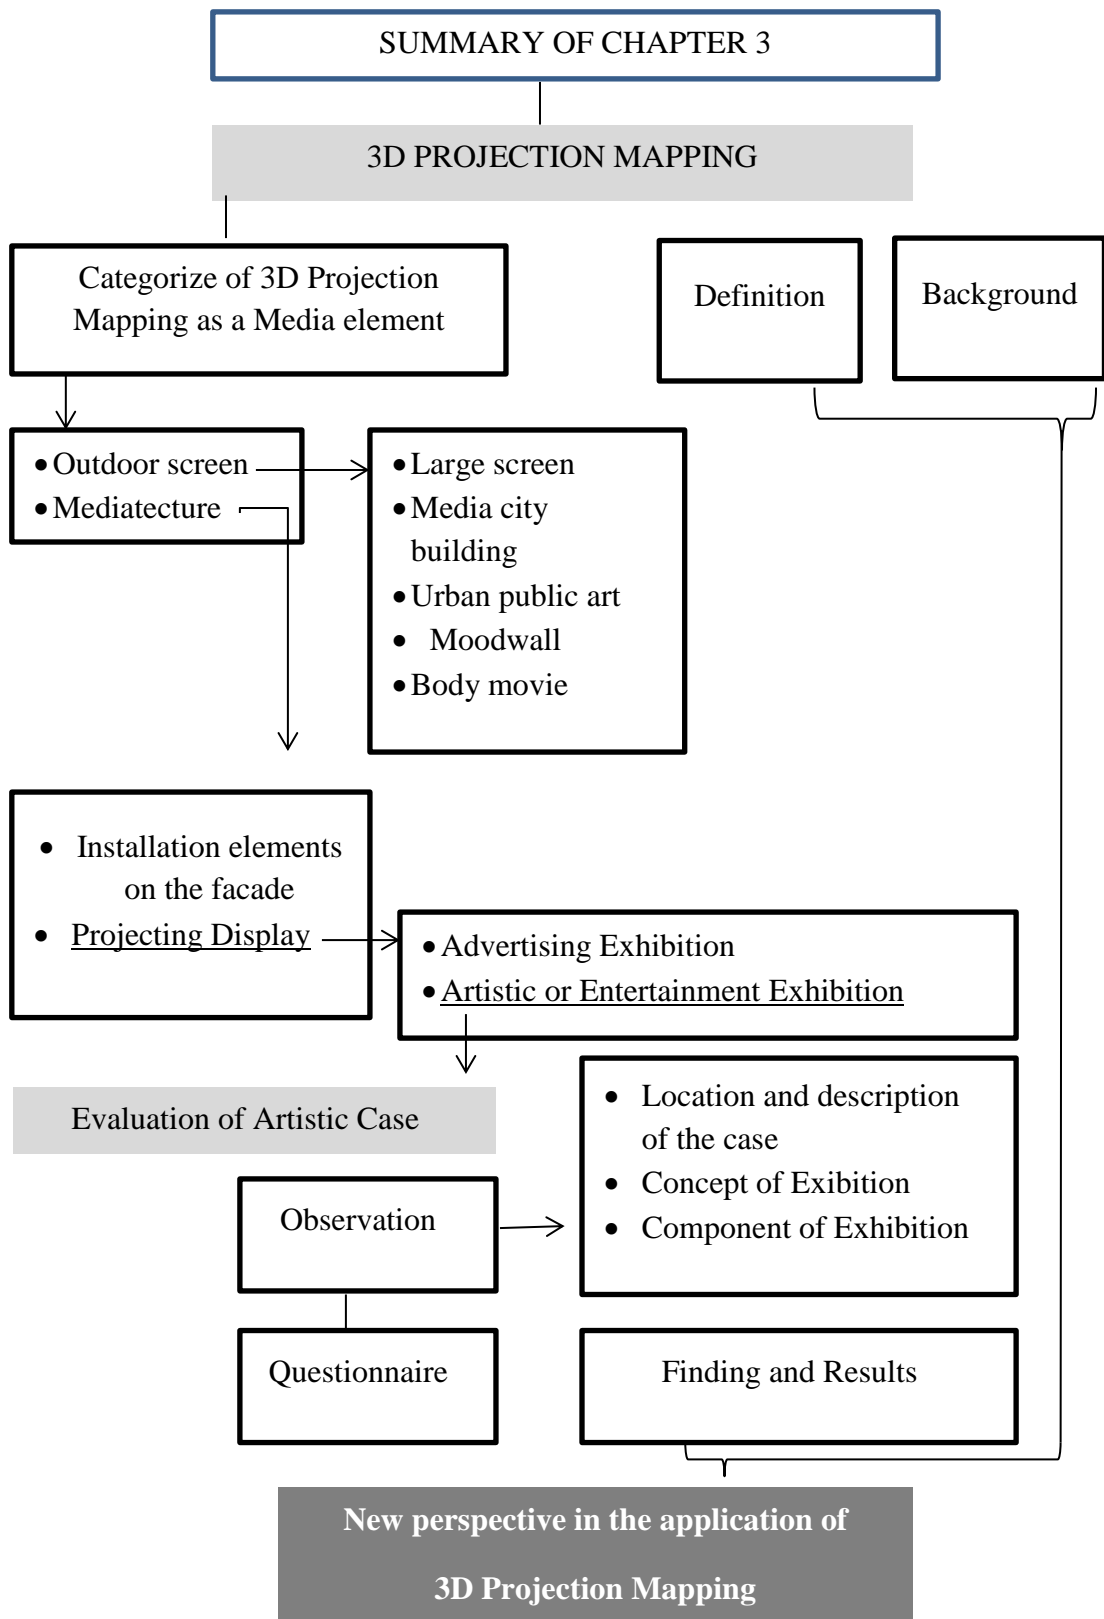 SUMMARY OF CHAPTER 3
3D PROJECTION MAPPING
Categorize of 3D Projection
Mapping as a Media element
Definition
Background
•Outdoor screen
•Mediatecture
•Large screen
•Media city
building
•Urban public art
• Moodwall
•Body movie
• Installation elements
on the facade
• Projecting Display
•Advertising Exhibition
•Artistic or Entertainment Exhibition
Evaluation of Artistic Case
• Location and description
of the case
• Concept of Exibition
• Component of Exhibition
Observation
Questionnaire
Finding and Results
New perspective in the application of
3D Projection Mapping